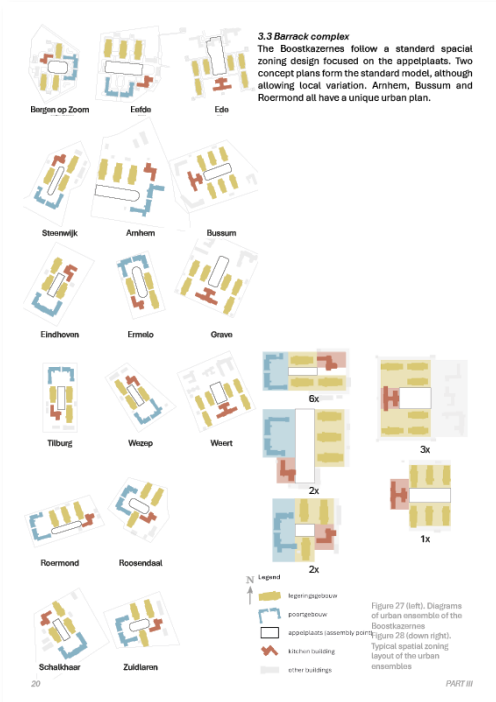 3.3 Barrack complex
The Boostkazernes follow a standard spacial
zoning design focused on the appelplaats. Two
concept plans form the standard model, although
allowing local variation. Arnhem, Bussum and
Roermond all have a unique urban plan.
Bergen op Zoom
Eefde
Ede
Steenwijk
Arnhem
Bussum
Eindhoven
Ermelo
Grave
Tilburg
Wezep
Weert
Roermond
Roosendaal
Schalkhaar
Zuidlaren
6x
3x
2x
1x
2x
N
Legend
legeringsgebouw
poortgebouw
appelplaats (assembly point)
kitchen building
other buildings
Figure 27 (left). Diagrams
of urban ensemble of the
Boostkazernes
Figure 28 (down right).
Typical spatial zoning
layout of the urban
ensembles
20
PART III